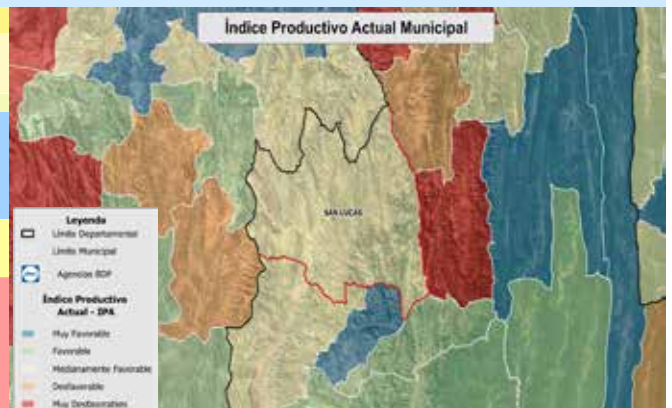 Índice Productivo Actual Municipal
SAN LUCAS
Leyenda
Límite Departamental
Límite Municipal
Agencias BDP
Índice Productivo
Actual - IPA
Muy Favorable
Favorable
Medianamente Favorable
Desfavorable
Muy Desfavorable